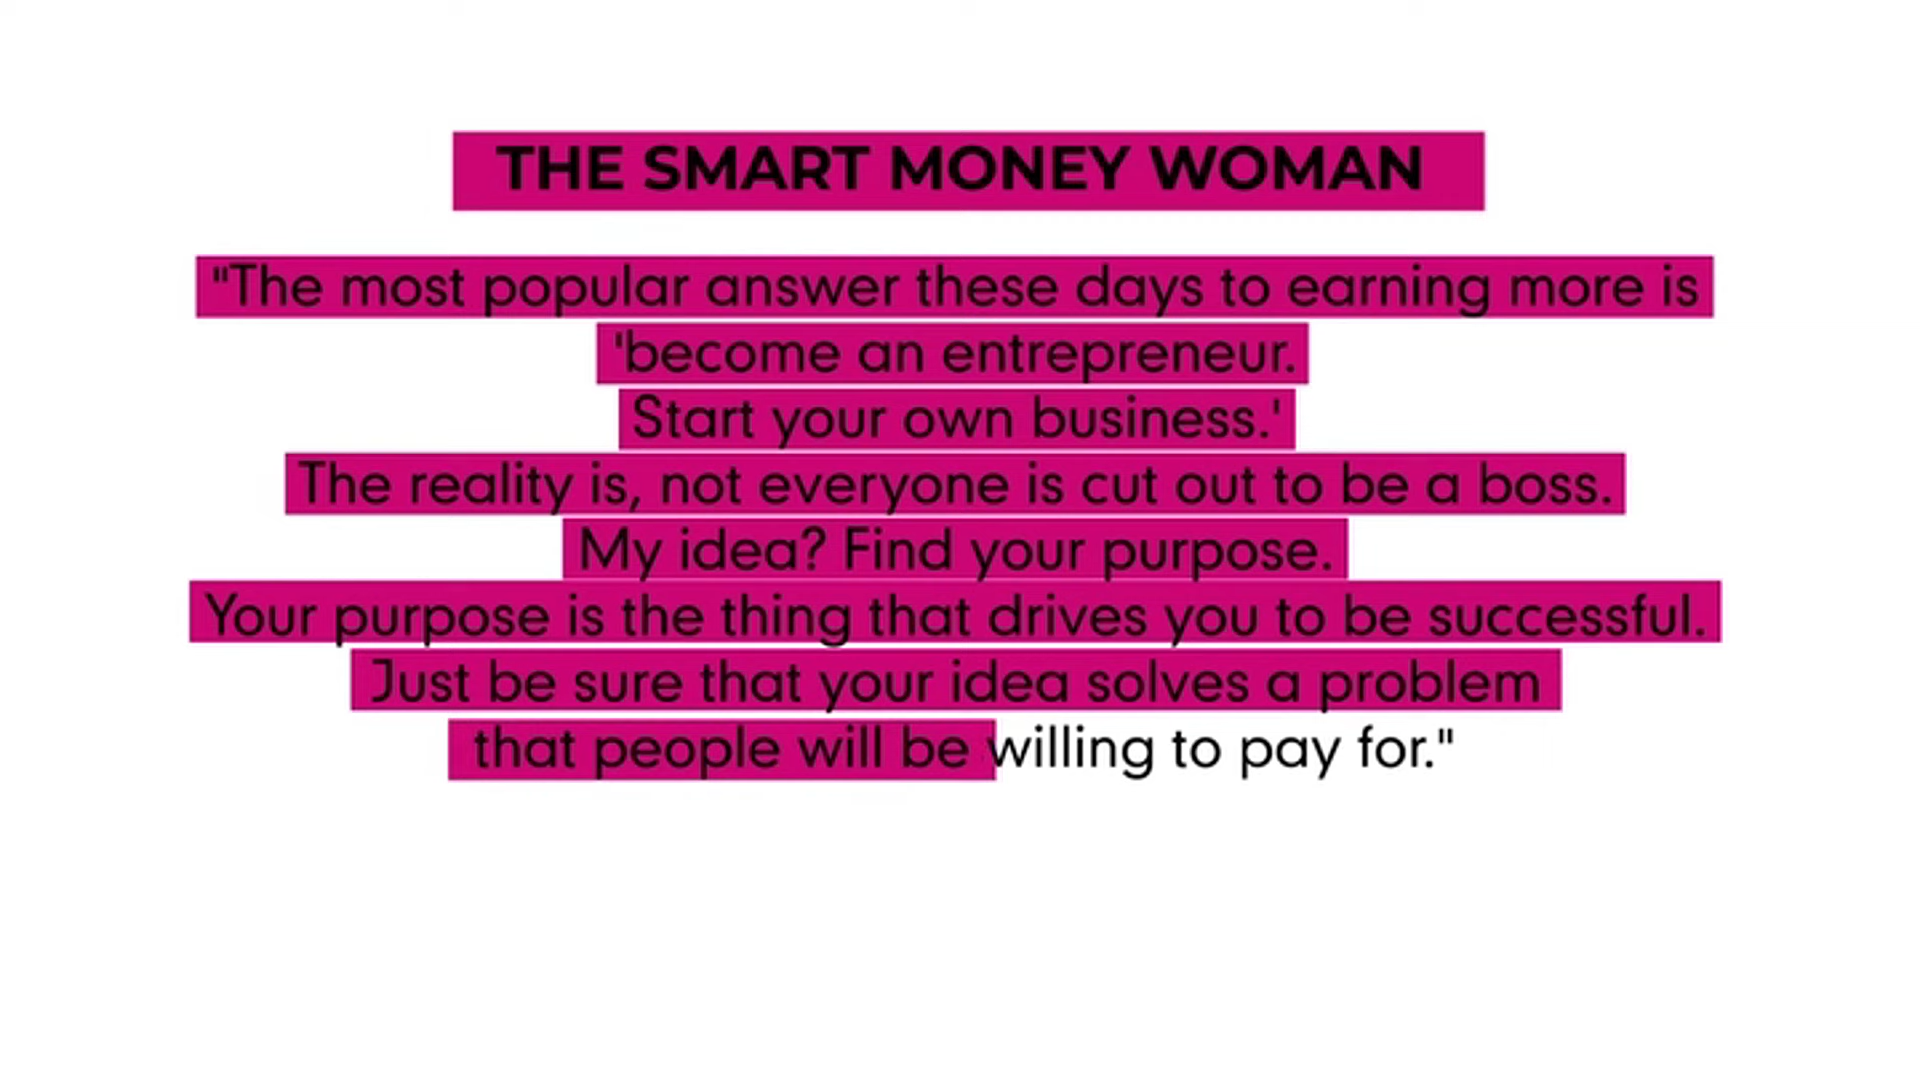 THE SMART MONEY WOMAN
"The most popular answer these days to earning more is
'become an entrepreneur.
Start your own business.'
The reality is, not everyone is cut out to be a boss.
My idea? Find your purpose.
Your purpose is the thing that drives you to be successful.
Just be sure that your idea solves a problem
that people will be willing to pay for."